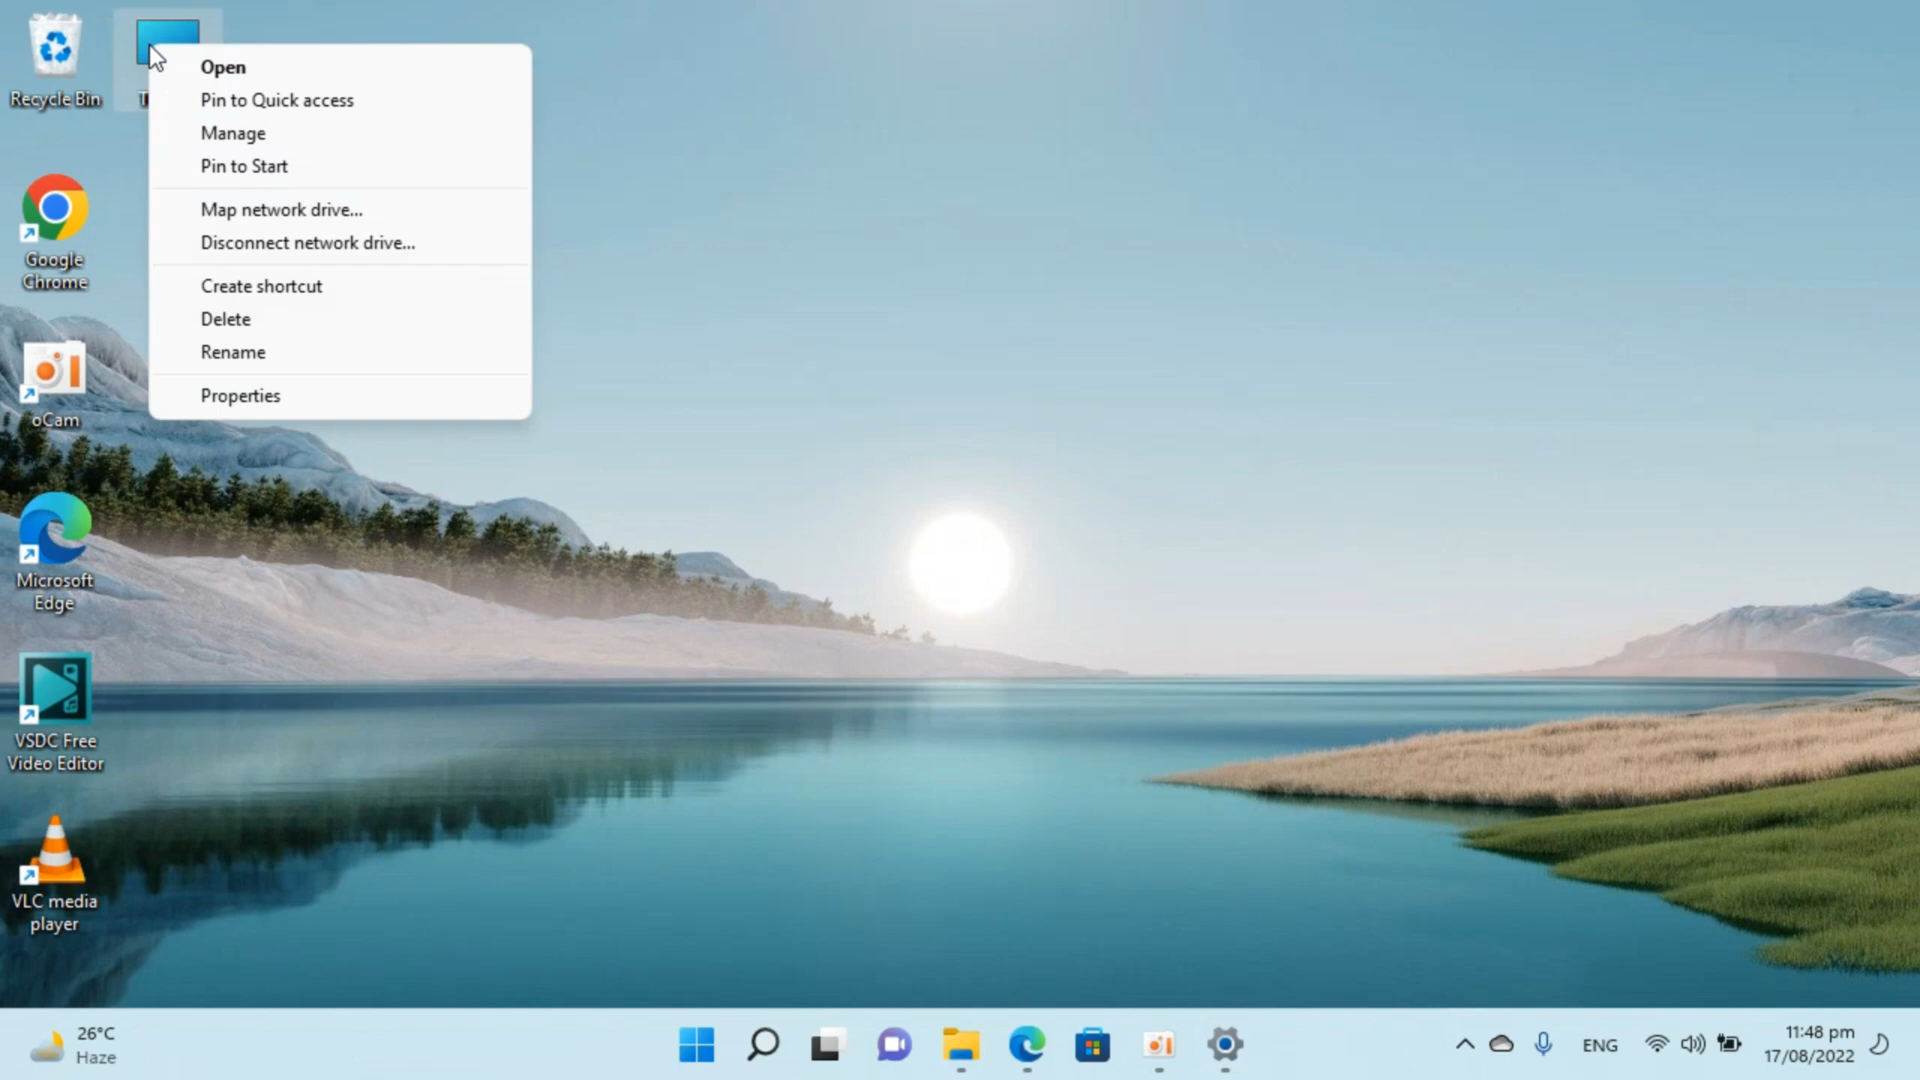 Recycle Bin
Open
Pin to Quick access
Manage
Pin to Start
Map network drive...
Disconnect network drive...
Create shortcut
Delete
Rename
Properties
Google
Chrome
oCam
Microsoft
Edge
VSDC Free
Video Editor
VLC media
player
26°C
Haze
ENG
11:48 pm
17/08/2022